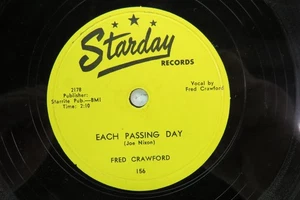 Starday
RECORDS
2178
Publisher:
Starrite Pub.—BMI
Time: 2:10
Vocal by
Fred Crawford
EACH PASSING DAY
(Joe Nixon)
FRED CRAWFORD
156